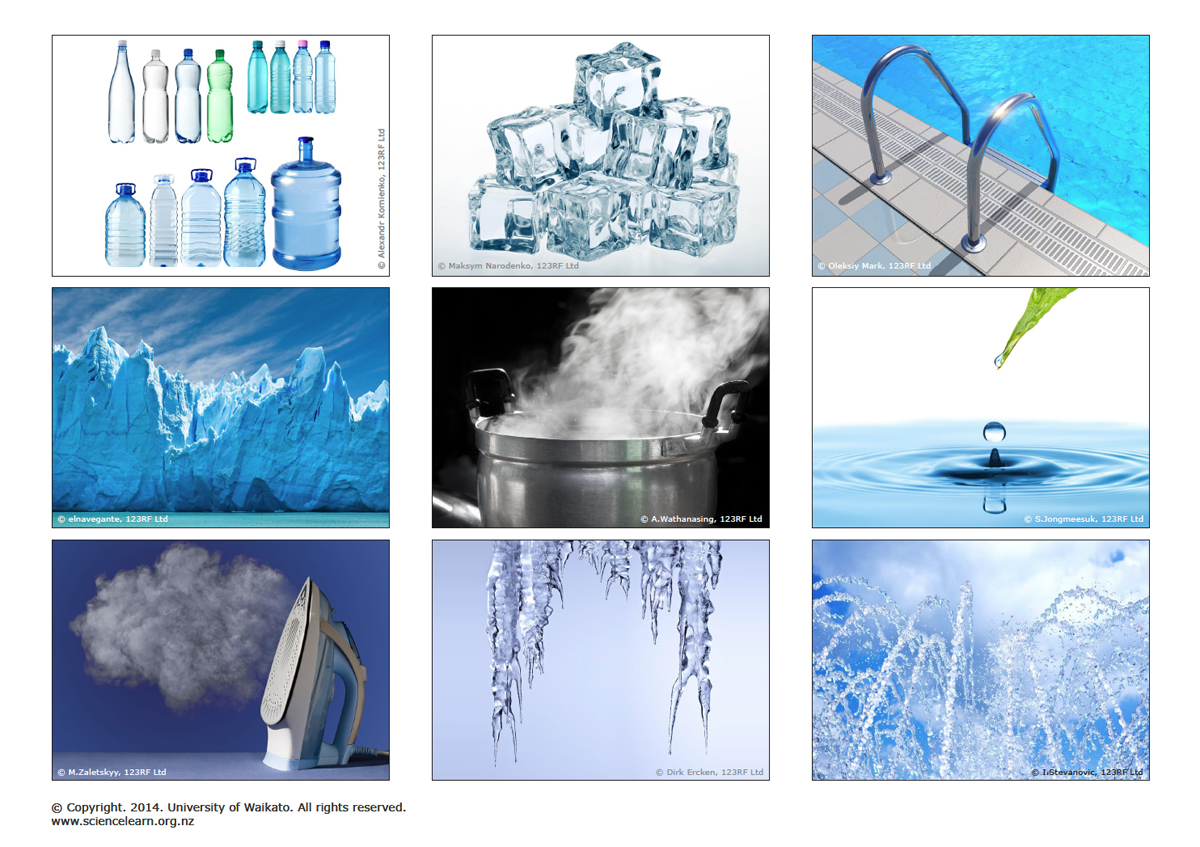 © Alexandr Kornienko, 123RF Ltd
© Maksym Narodenko, 123RF Ltd
© Oleksiy Mark, 123RF Ltd
© elnavegante, 123RF Ltd
© A.Wathanasing, 123RF Ltd
© S.Jongmeesuk, 123RF Ltd
© M.Zaletskyy, 123RF Ltd
© Dirk Ercken, 123RF Ltd
© I.Stevanovic, 123RF Ltd
© Copyright. 2014. University of Waikato. All rights reserved.
www.sciencelearn.org.nz